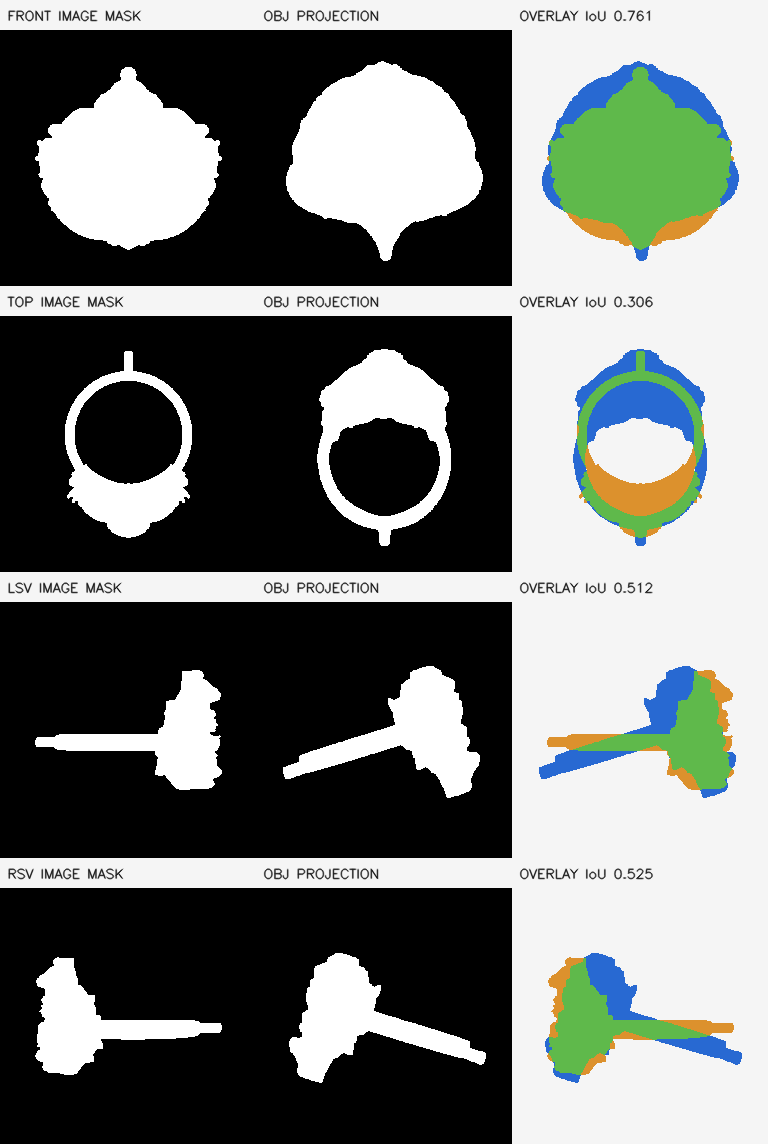 FRONT IMAGE MASK
OBJ PROJECTION
OVERLAY IoU 0.761
TOP IMAGE MASK
OBJ PROJECTION
OVERLAY IoU 0.306
LSV IMAGE MASK
OBJ PROJECTION
OVERLAY IoU 0.512
RSV IMAGE MASK
OBJ PROJECTION
OVERLAY IoU 0.525